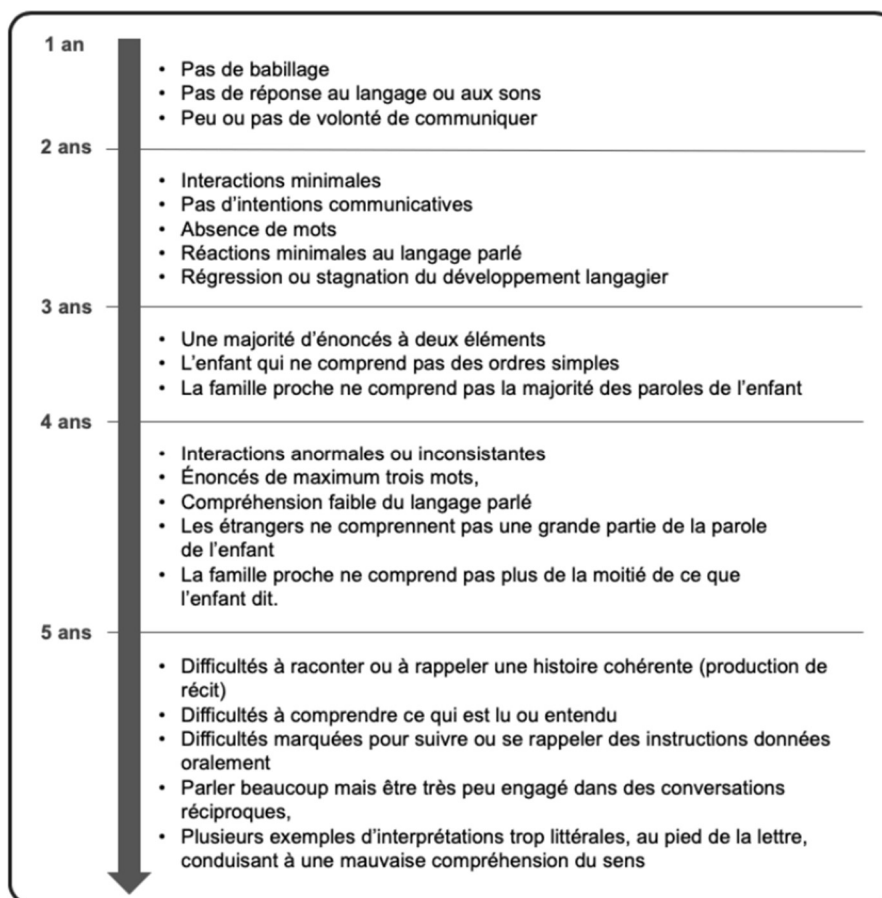 1 an
• Pas de babillage
• Pas de réponse au langage ou aux sons
• Peu ou pas de volonté de communiquer
2 ans
• Interactions minimales
• Pas d'intentions communicatives
• Absence de mots
• Réactions minimales au langage parlé
• Régression ou stagnation du développement langagier
3 ans
• Une majorité d'énoncés à deux éléments
• L'enfant qui ne comprend pas des ordres simples
• La famille proche ne comprend pas la majorité des paroles de l'enfant
4 ans
• Interactions anormales ou inconsistantes
• Énoncés de maximum trois mots,
• Compréhension faible du langage parlé
• Les étrangers ne comprennent pas une grande partie de la parole
de l'enfant
• La famille proche ne comprend pas plus de la moitié de ce que
l'enfant dit.
5 ans
• Difficultés à raconter ou à rappeler une histoire cohérente (production de
récit)
• Difficultés à comprendre ce qui est lu ou entendu
• Difficultés marquées pour suivre ou se rappeler des instructions données
oralement
• Parler beaucoup mais être très peu engagé dans des conversations
réciproques,
• Plusieurs exemples d'interprétations trop littérales, au pied de la lettre,
conduisant à une mauvaise compréhension du sens